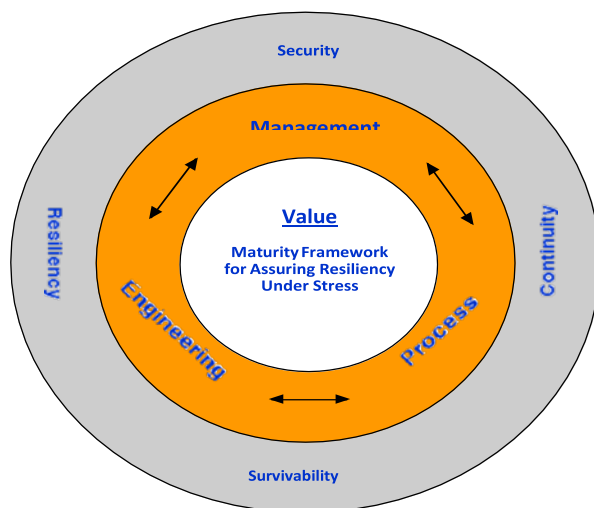 Security
Management
Resiliency
Continuity
Value
Maturity Framework
for Assuring Resiliency
Under Stress
Engineering
Process
Survivability